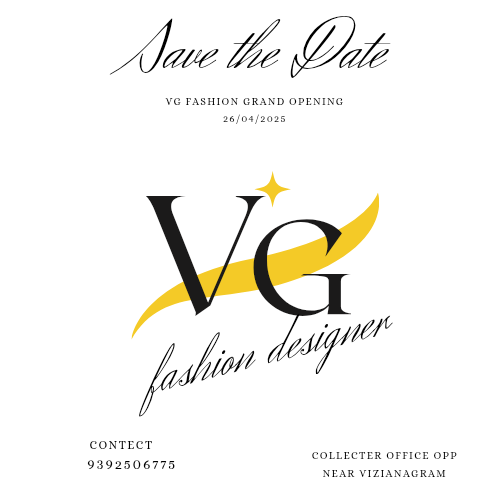 Save the Date
VG FASHION GRAND OPENING
26/04/2025
VG
fashion designer
CONTECT
9392506775
COLLECTER OFFICE OPP
NEAR VIZIANAGRAM